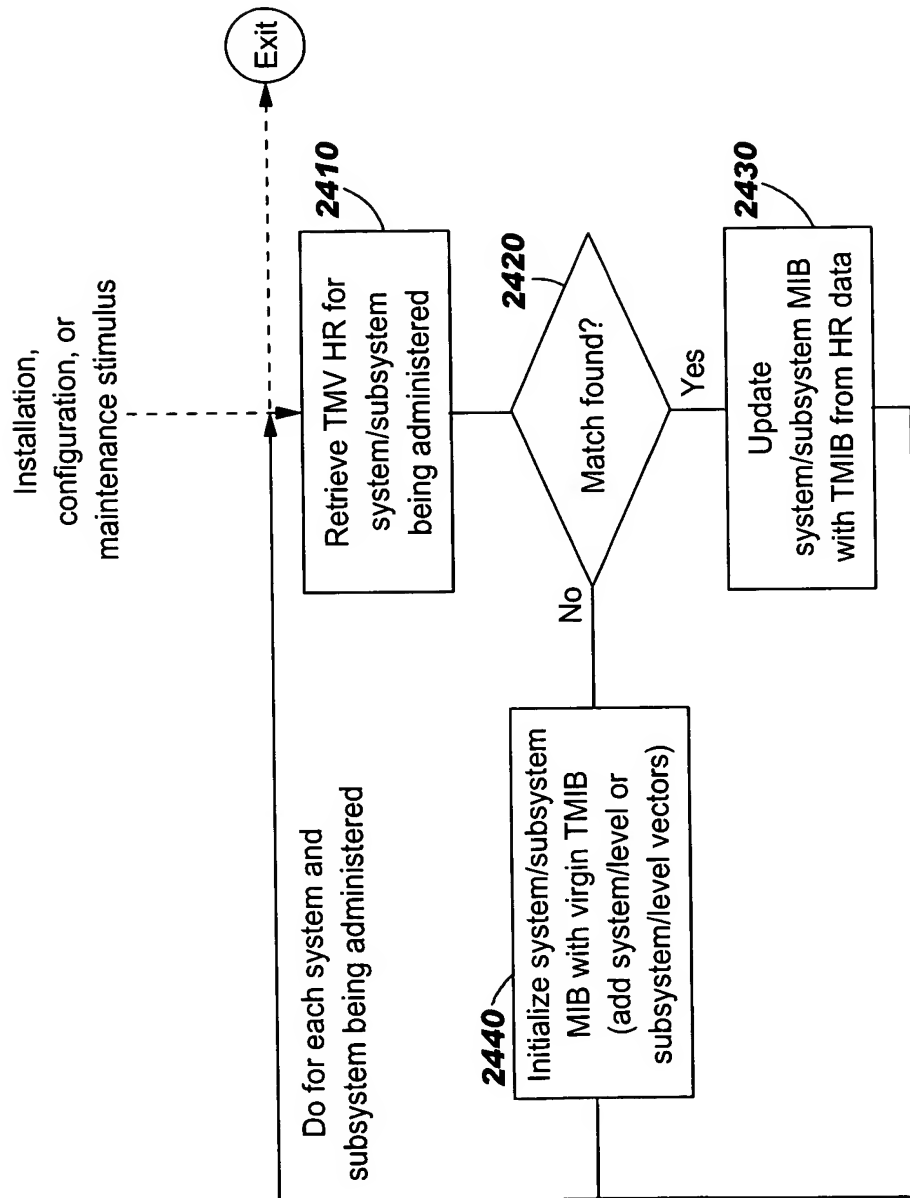 Installation,
configuration, or
maintenance stimulus
Exit
Do for each system and
subsystem being administered
2410
Retrieve TMV HR for
system/subsystem
being administered
2420
Match found?
No
Yes
2440
Initialize system/subsystem
MIB with virgin TMIB
(add system/level or
subsystem/level vectors)
2430
Update
system/subsystem MIB
with TMIB from HR data